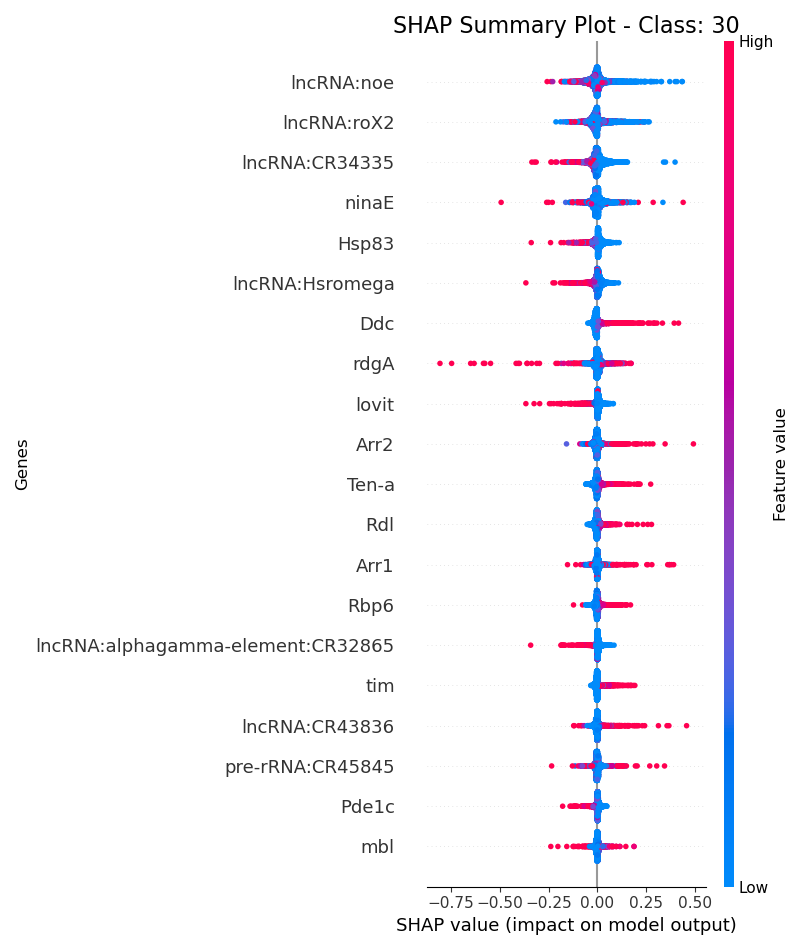 SHAP Summary Plot - Class: 30
High
lncRNA:noe
lncRNA:roX2
lncRNA:CR34335
ninaE
Hsp83
lncRNA:Hsromega
Ddc
rdgA
lovit
Arr2
Ten-a
Rdl
Arr1
Rbp6
lncRNA:alphagamma-element:CR32865
tim
lncRNA:CR43836
pre-rRNA:CR45845
Pde1c
mbl
Genes
Feature value
Low
−0.75 −0.50 −0.25 0.00 0.25 0.50
SHAP value (impact on model output)